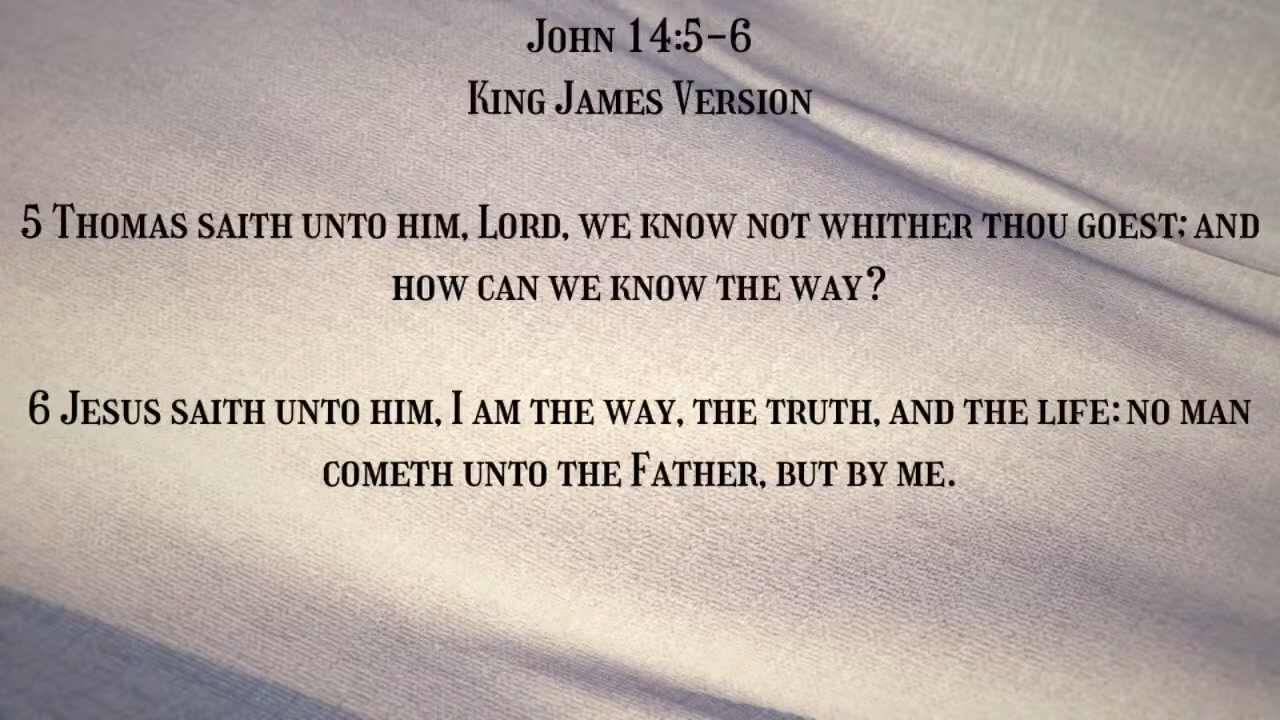 John 14:5-6
King James Version
5 Thomas saith unto him, Lord, we know not whither thou goest; and
how can we know the way?
6 Jesus saith unto him, I am the way, the truth, and the life: no man
cometh unto the Father, but by me.